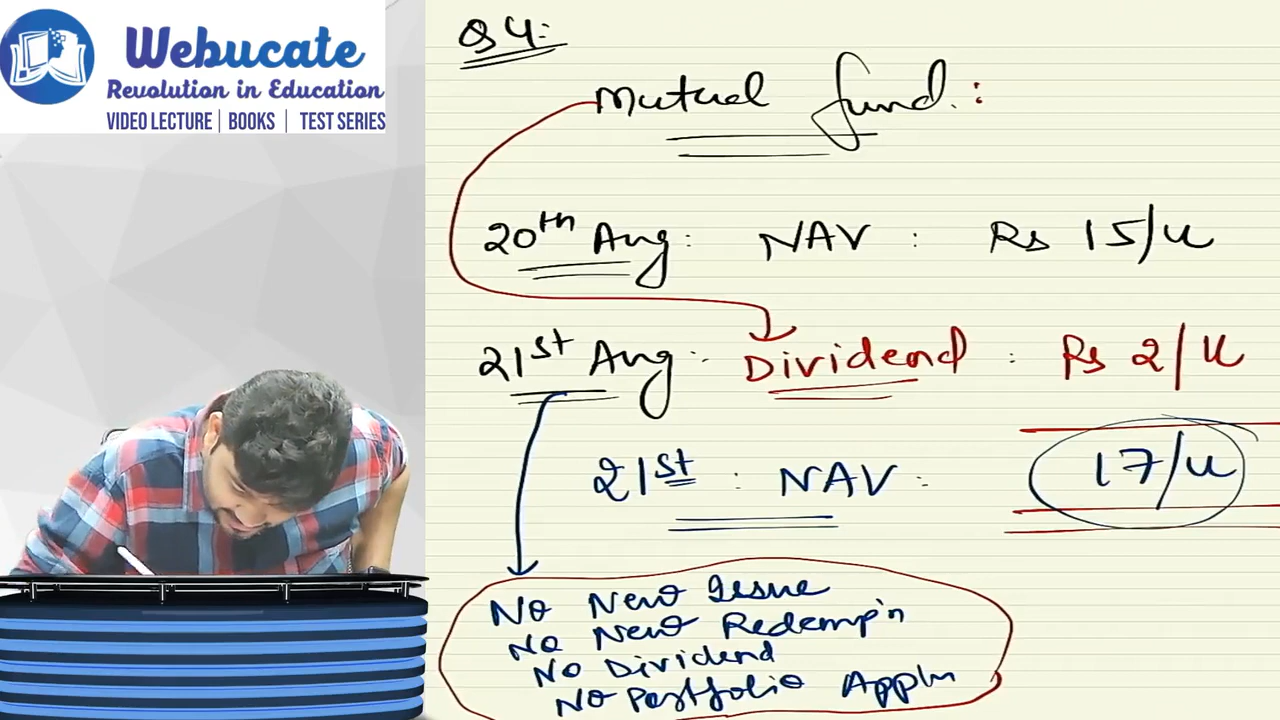 Webucate
Revolution in Education
VIDEO LECTURE | BOOKS | TEST SERIES
Q 4:
Mutual fund :
20th Aug : NAV : Rs 15/u
21st Aug : Dividend : Rs 2/u
21st : NAV : 17/u
No New Issue
No New Redemp'n
No Dividend
No Portfolio Appln